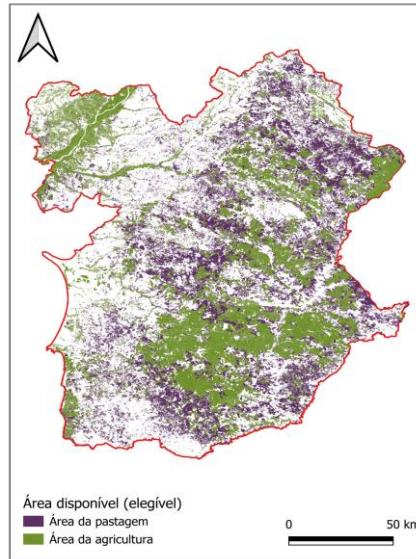 Área disponível (elegível)
Área da pastagem
Área da agricultura
0 50 km